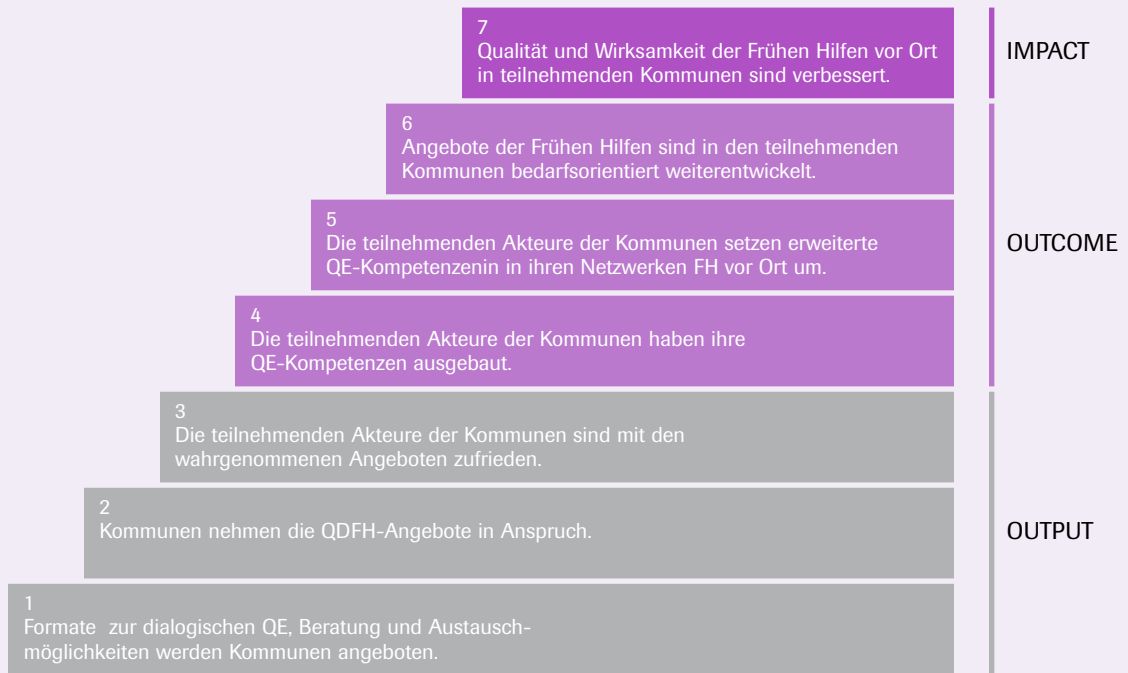 7
Qualität und Wirksamkeit der Frühen Hilfen vor Ort
in teilnehmenden Kommunen sind verbessert.
IMPACT
6
Angebote der Frühen Hilfen sind in den teilnehmenden
Kommunen bedarfsorientiert weiterentwickelt.
5
Die teilnehmenden Akteure der Kommunen setzen erweiterte
QE-Kompetenzenin in ihren Netzwerken FH vor Ort um.
OUTCOME
4
Die teilnehmenden Akteure der Kommunen haben ihre
QE-Kompetenzen ausgebaut.
3
Die teilnehmenden Akteure der Kommunen sind mit den
wahrgenommenen Angeboten zufrieden.
2
Kommunen nehmen die QDFH-Angebote in Anspruch.
OUTPUT
1
Formate  zur dialogischen QE, Beratung und Austausch-
möglichkeiten werden Kommunen angeboten.